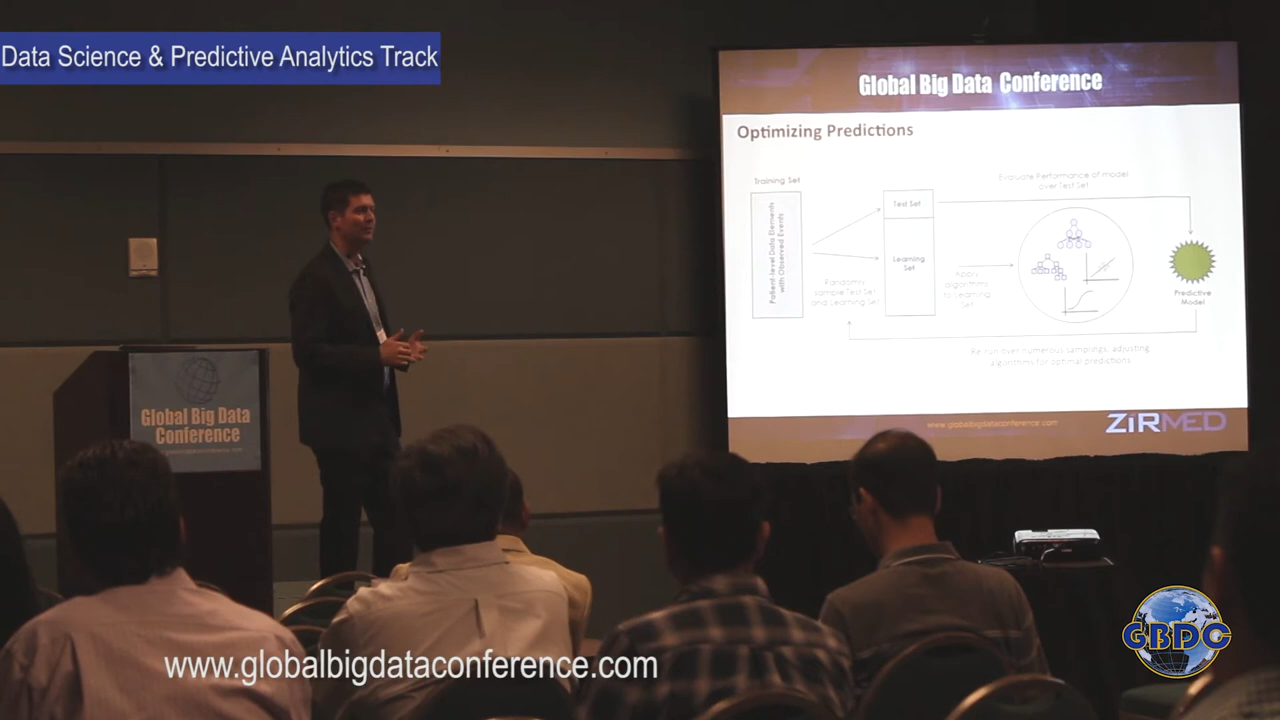 Data Science & Predictive Analytics Track
Global Big Data Conference
Optimizing Predictions
Training Set
Patient-level Data Elements
with Observed Events
Randomly
sample Test Set
and Learning Set
Test Set
Learning
Set
Evaluate Performance of model
over Test Set
Apply
algorithms
to Learning
Set
Predictive
Model
Re run over numerous samplings, adjusting
algorithms for optimal predictions
www.globalbigdataconference.com
ZiRMED
Global Big Data
Conference
www.globalbigdataconference.com
GBDC